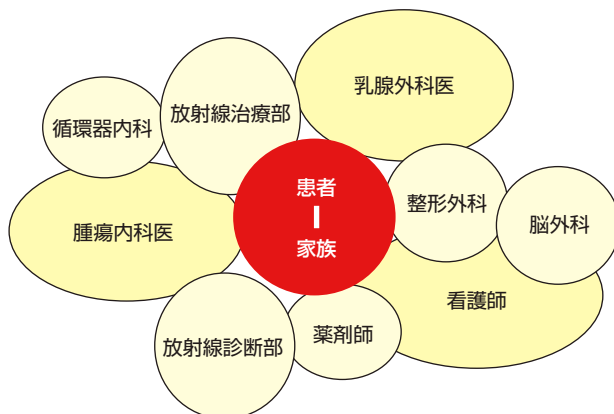 乳腺外科医
放射線治療部
循環器内科
患者
家族
整形外科
脳外科
腫瘍内科医
看護師
薬剤師
放射線診断部